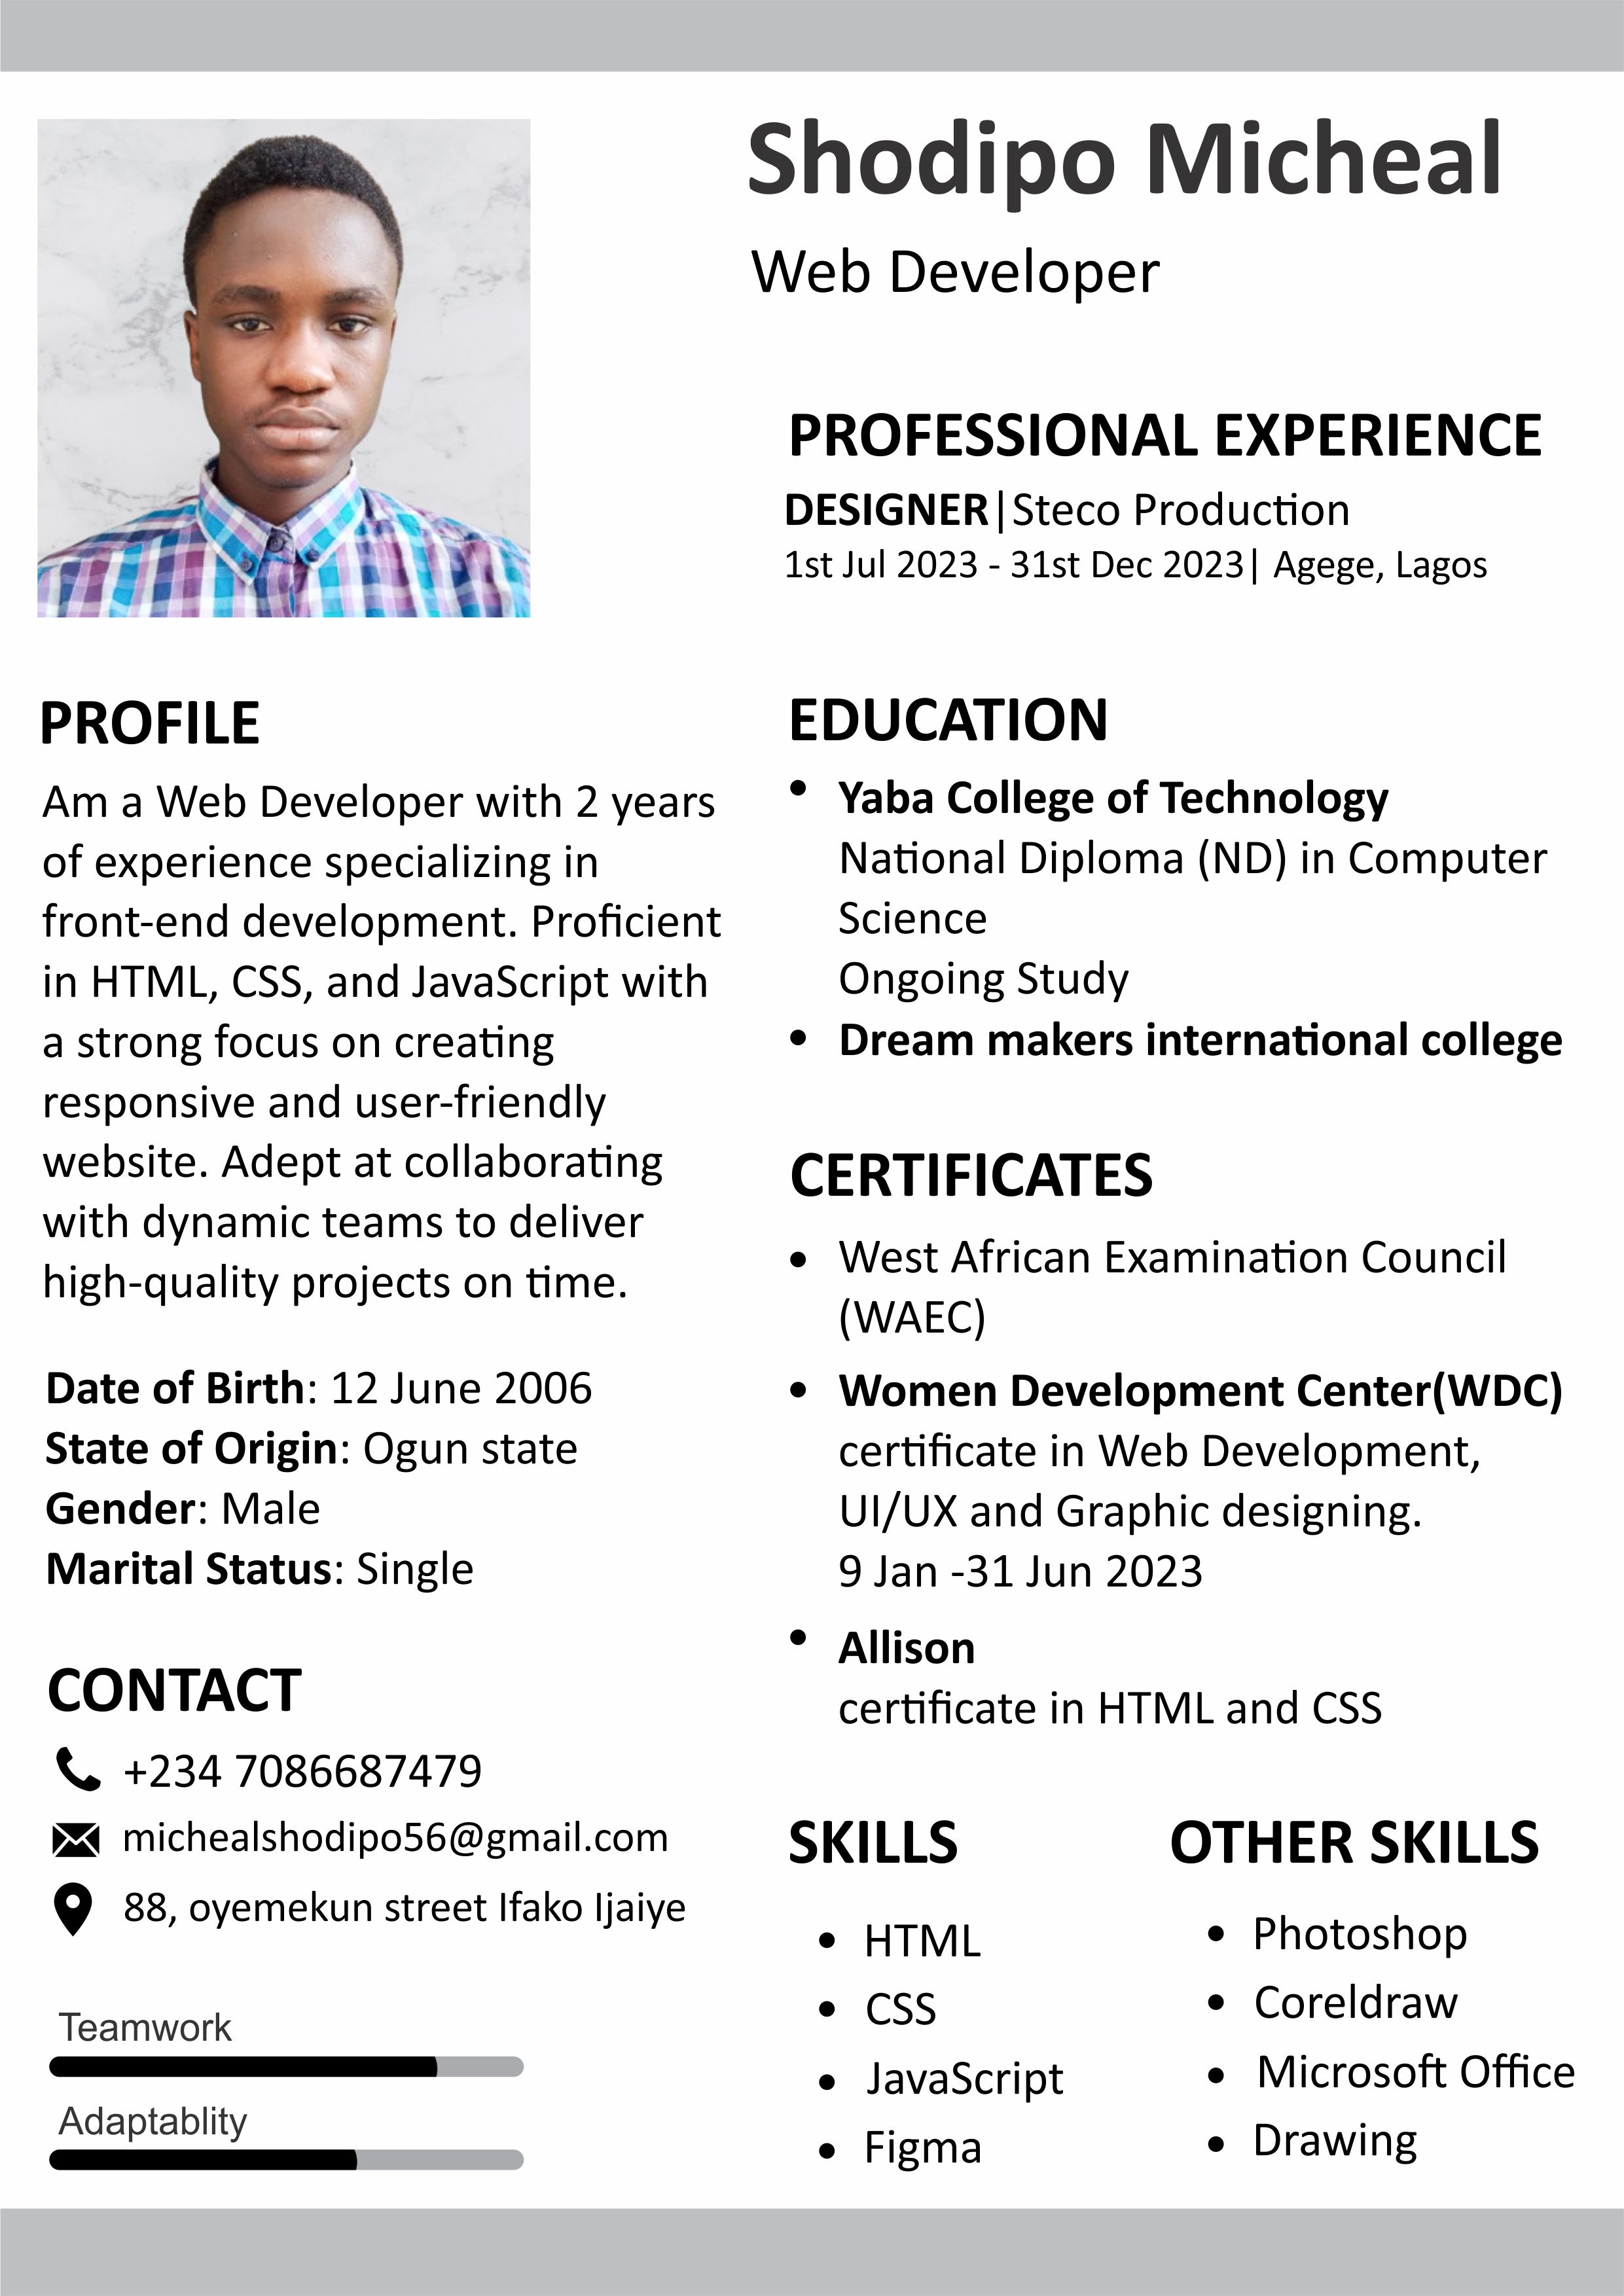 Shodipo Micheal
Web Developer
PROFESSIONAL EXPERIENCE
DESIGNER|Steco Production
1st Jul 2023 - 31st Dec 2023| Agege, Lagos
PROFILE
Am a Web Developer with 2 years
of experience specializing in
front-end development. Proficient
in HTML, CSS, and JavaScript with
a strong focus on creating
responsive and user-friendly
website. Adept at collaborating
with dynamic teams to deliver
high-quality projects on time.
Date of Birth: 12 June 2006
State of Origin: Ogun state
Gender: Male
Marital Status: Single
CONTACT
+234 7086687479
michealshodipo56@gmail.com
88, oyemekun street Ifako Ijaiye
Teamwork
Adaptablity
EDUCATION
• Yaba College of Technology
National Diploma (ND) in Computer
Science
Ongoing Study
• Dream makers international college
CERTIFICATES
• West African Examination Council
(WAEC)
• Women Development Center(WDC)
certificate in Web Development,
UI/UX and Graphic designing.
9 Jan -31 Jun 2023
• Allison
certificate in HTML and CSS
SKILLS
• HTML
• CSS
• JavaScript
• Figma
OTHER SKILLS
• Photoshop
• Coreldraw
• Microsoft Office
• Drawing